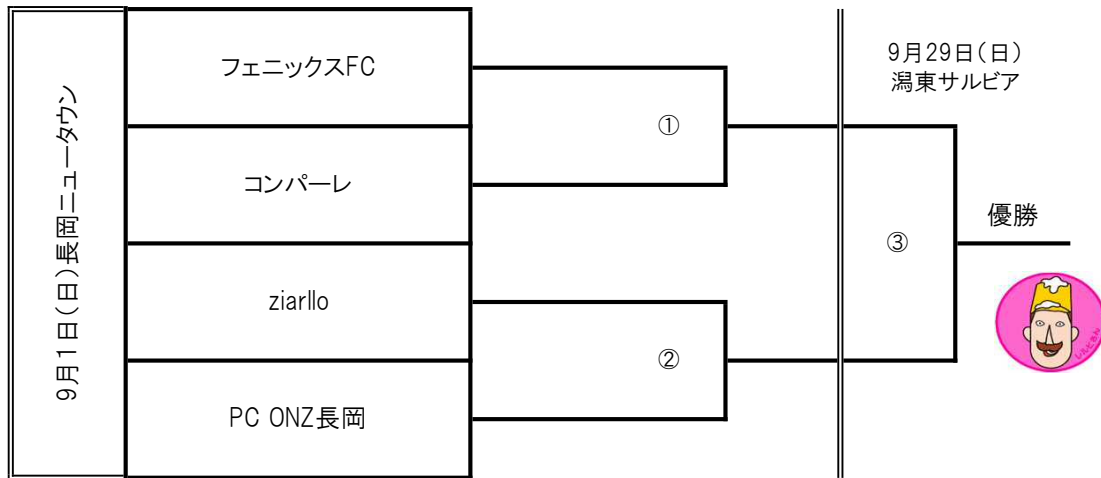 9月1日(日)長岡ニュータウン
フェニックスFC
コンパーレ
ziarllo
PC ONZ長岡
①
②
9月29日(日)
潟東サルビア
③
優勝